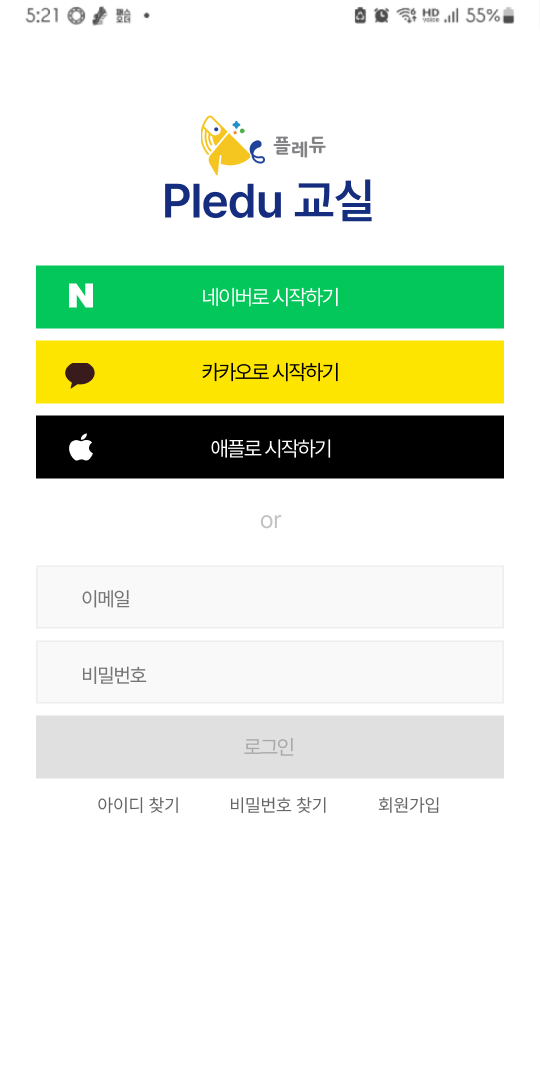 5:21
HD
voice
55%
플레듀
Pledu 교실
N
네이버로 시작하기
카카오로 시작하기
애플로 시작하기
or
이메일
비밀번호
로그인
아이디 찾기 비밀번호 찾기 회원가입